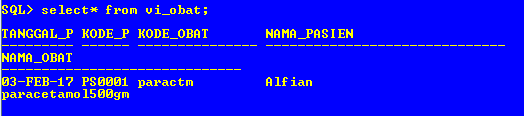 SQL> select* from vi_obat;
TANGGAL_P KODE_P KODE_OBAT NAMA_PASIEN
--------- ------ --------------- ------------------------------
NAMA_OBAT
------------------------------
03-FEB-17 PS0001 paractm Alfian
paracetamol500gm